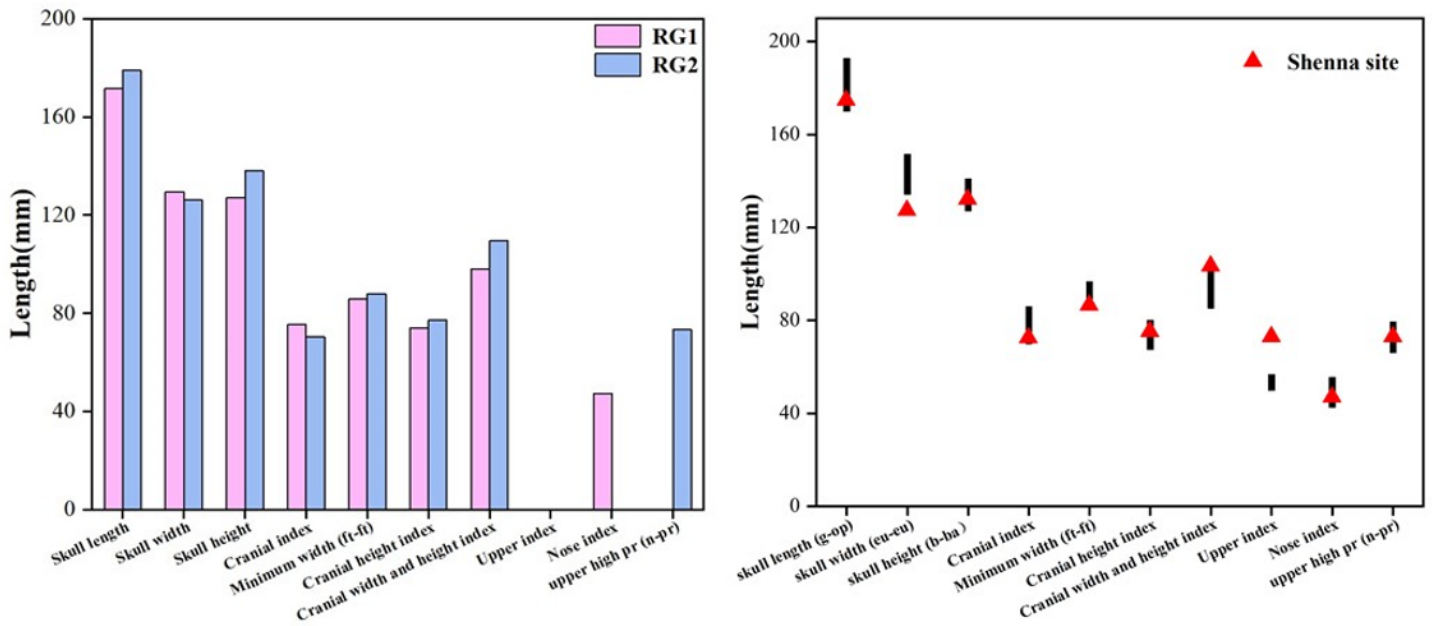 Length(mm)
200
160
120
80
40
0
RG1
RG2
Skull length
Skull width
Skull height
Cranial index
Minimum width (ft-ft)
Cranial height index
Cranial width and height index
Upper index
Nose index
upper high pr (n-pr)
Length(mm)
200
160
120
80
40
0
Shenna site
skull length (g-op)
skull width (eu-eu)
skull height (b-ba )
Cranial index
Minimum width (ft-ft)
Cranial height index
Cranial width and height index
Upper index
Nose index
upper high pr (n-pr)